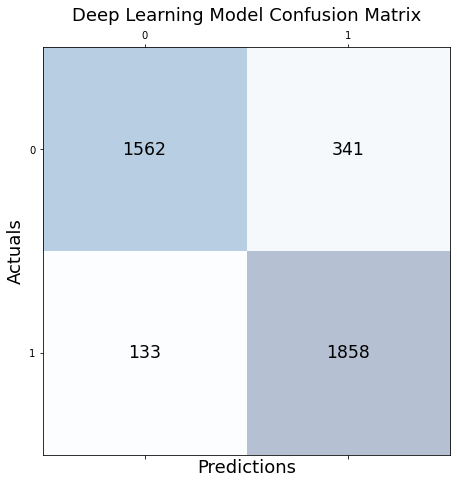 Deep Learning Model Confusion Matrix
0 1
0 1562 341
Actuals
1 133 1858
Predictions